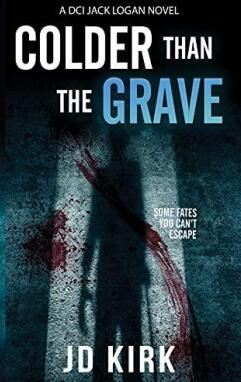 A DCI JACK LOGAN NOVEL
COLDER THAN
THE GRAVE
SOME FATES
YOU CAN'T
ESCAPE
JD KIRK